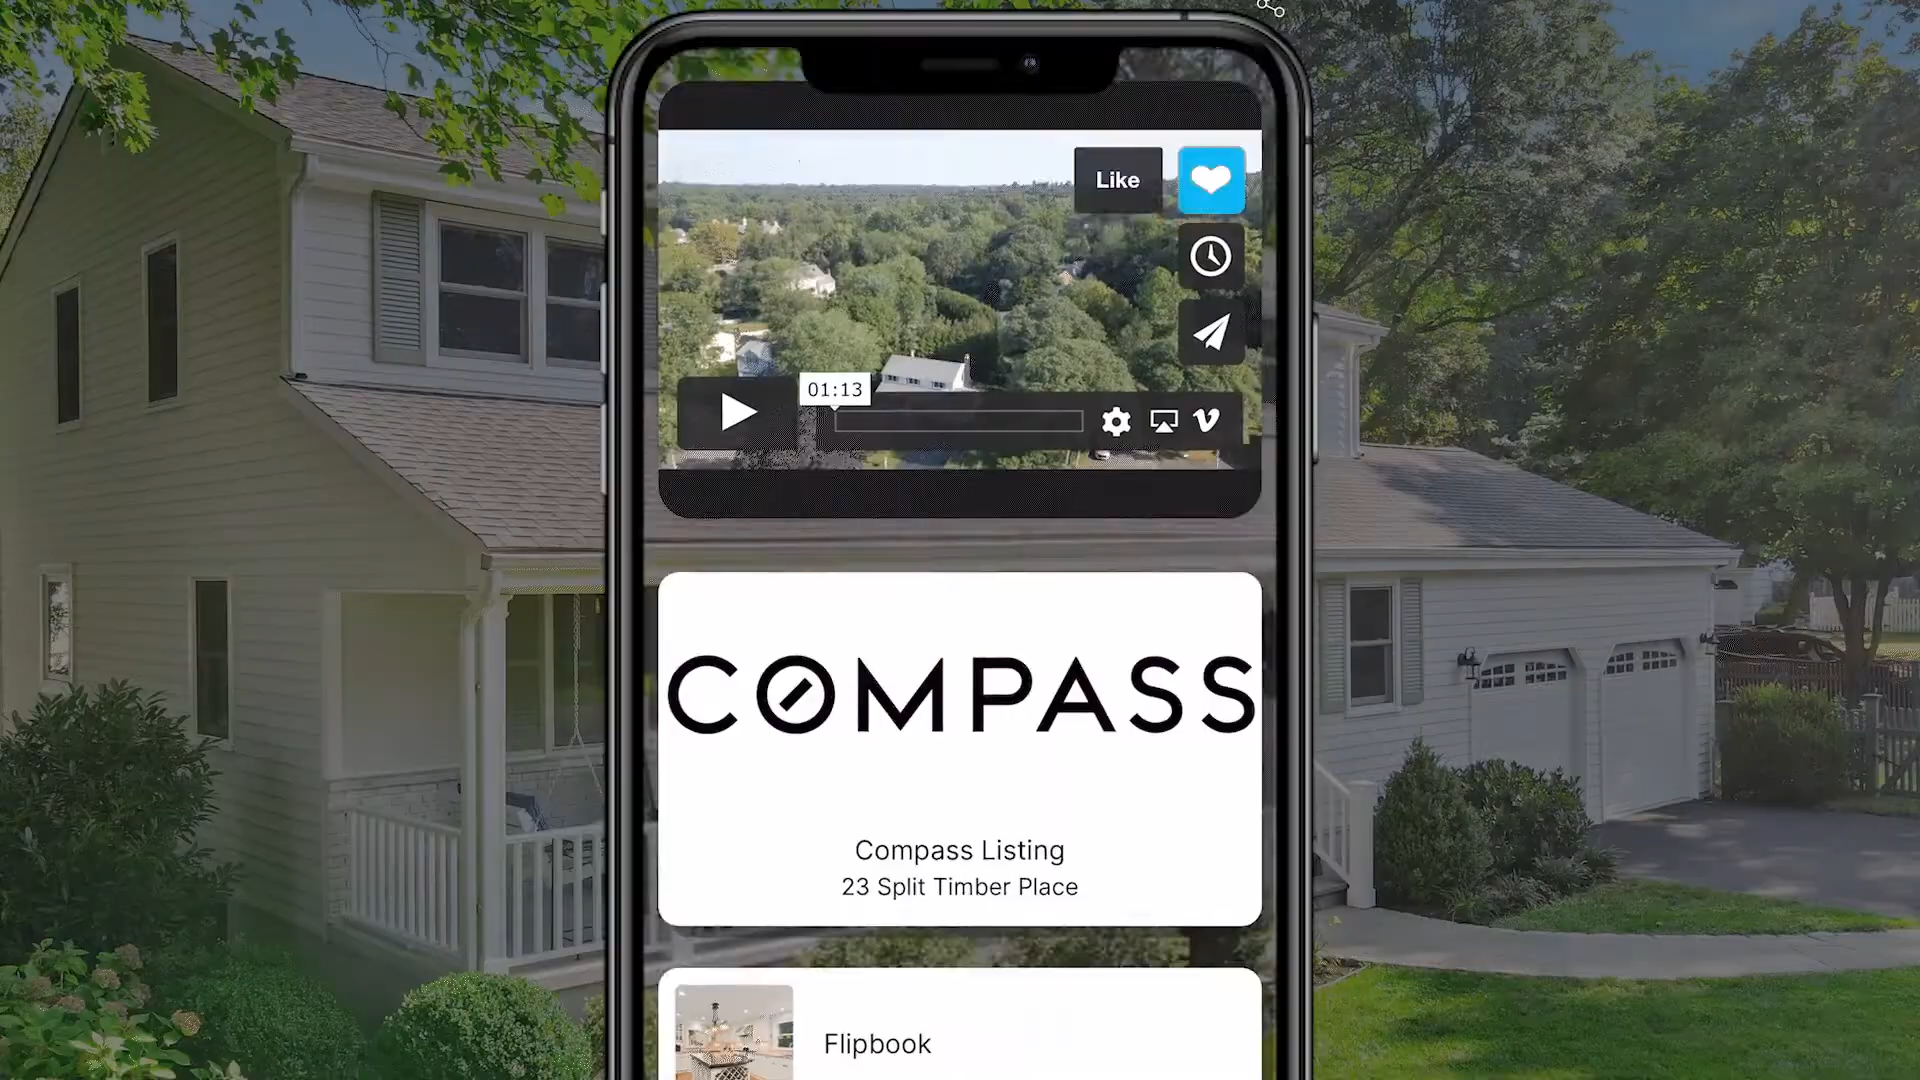 Like
01:13
COMPASS
Compass Listing
23 Split Timber Place
Flipbook